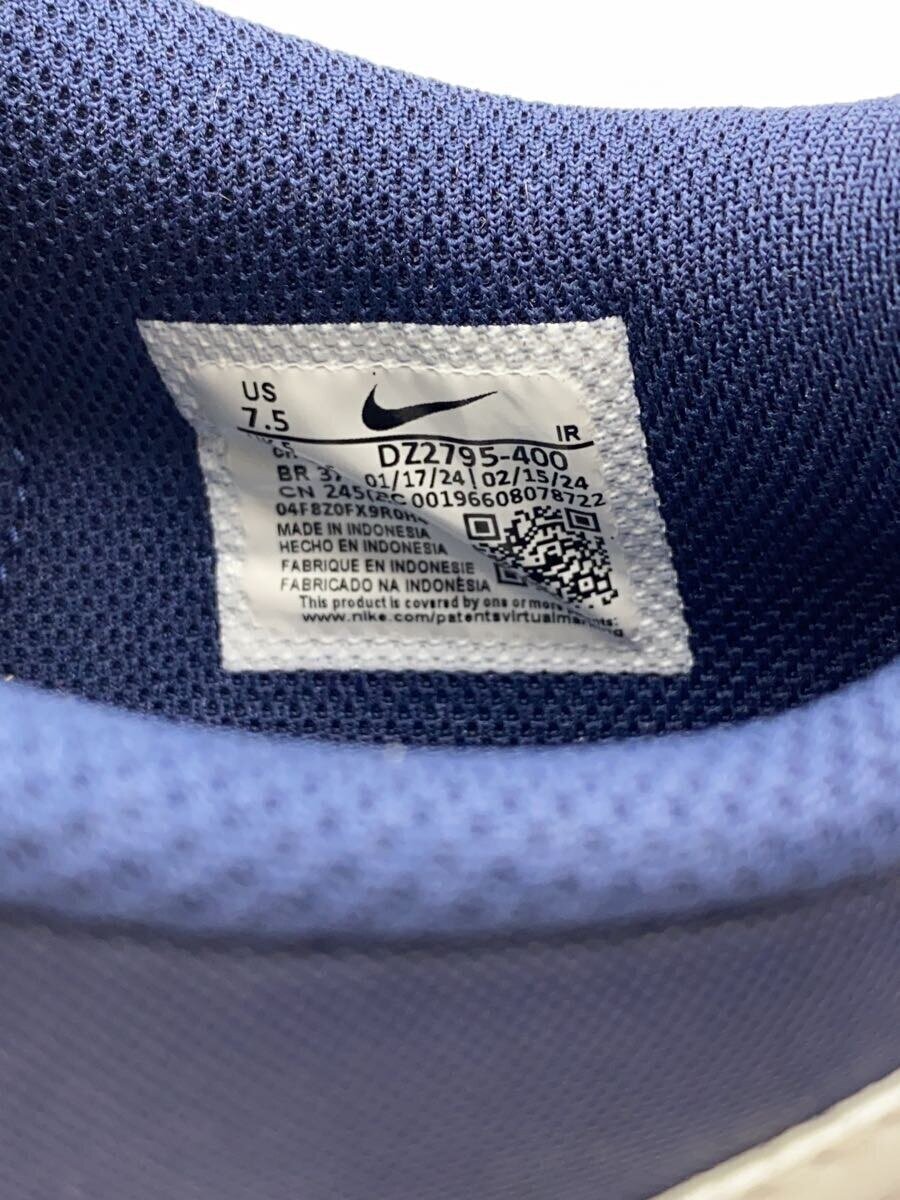 US
7.5
IR
DZ2795-400
BR 37 01/17/24 02/15/24
CN 245(2C 00196608078722
MADE IN INDONESIA
HECHO EN INDONESIA
FABRIQUE EN INDONESIE
FABRICADO NA INDONÉSIA
This product is covered by one or more
www.nike.com/patentsvirtualmarking